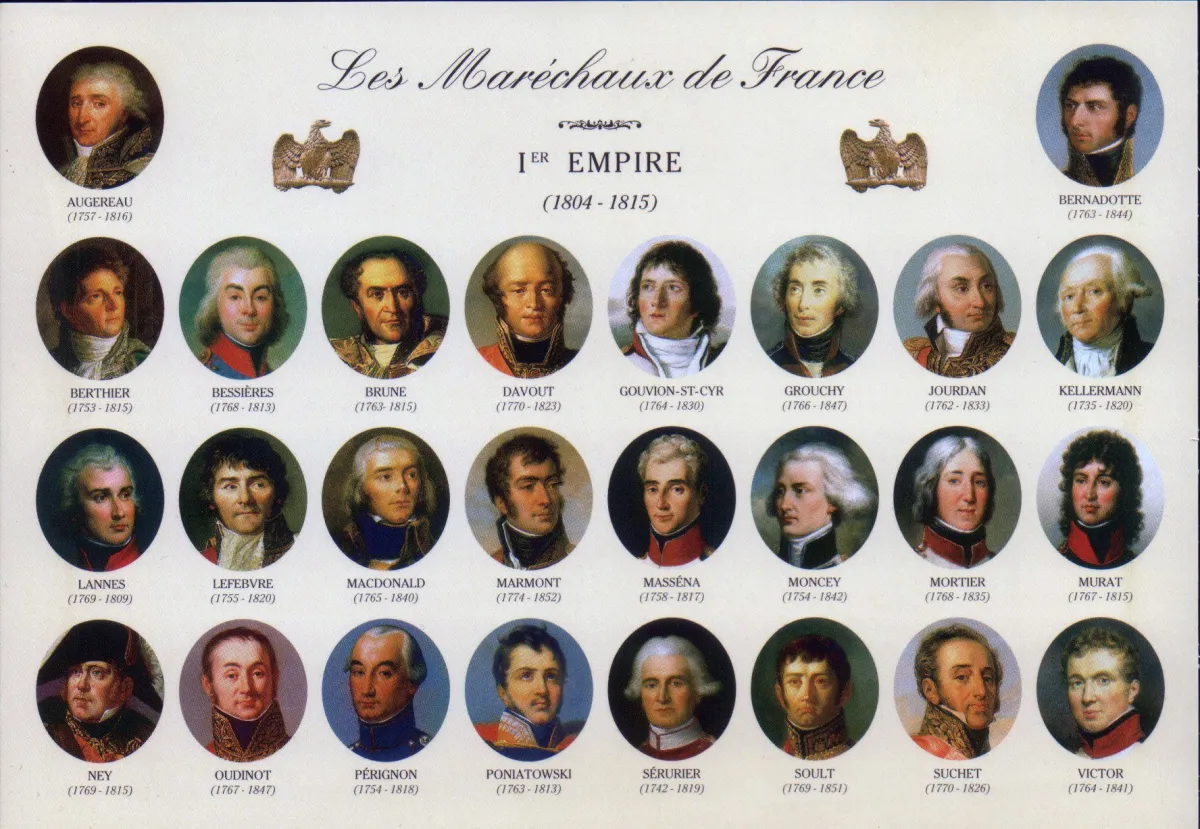 Les Maréchaux de France
IER EMPIRE
(1804 - 1815)
AUGEREAU
(1757 - 1816)
BERNADOTTE
(1763 - 1844)
BERTHIER
(1753 - 1815)
BESSIÈRES
(1768 - 1813)
BRUNE
(1763- 1815)
DAVOUT
(1770 - 1823)
GOUVION-ST-CYR
(1764 - 1830)
GROUCHY
(1766 - 1847)
JOURDAN
(1762 - 1833)
KELLERMANN
(1735 - 1820)
LANNES
(1769 - 1809)
LEFEBVRE
(1755 - 1820)
MACDONALD
(1765 - 1840)
MARMONT
(1774 - 1852)
MASSÉNA
(1758 - 1817)
MONCEY
(1754 - 1842)
MORTIER
(1768 - 1835)
MURAT
(1767 - 1815)
NEY
(1769 - 1815)
OUDINOT
(1767 - 1847)
PÉRIGNON
(1754 - 1818)
PONIATOWSKI
(1763 - 1813)
SÉRURIER
(1742 - 1819)
SOULT
(1769 - 1851)
SUCHET
(1770 - 1826)
VICTOR
(1764 - 1841)